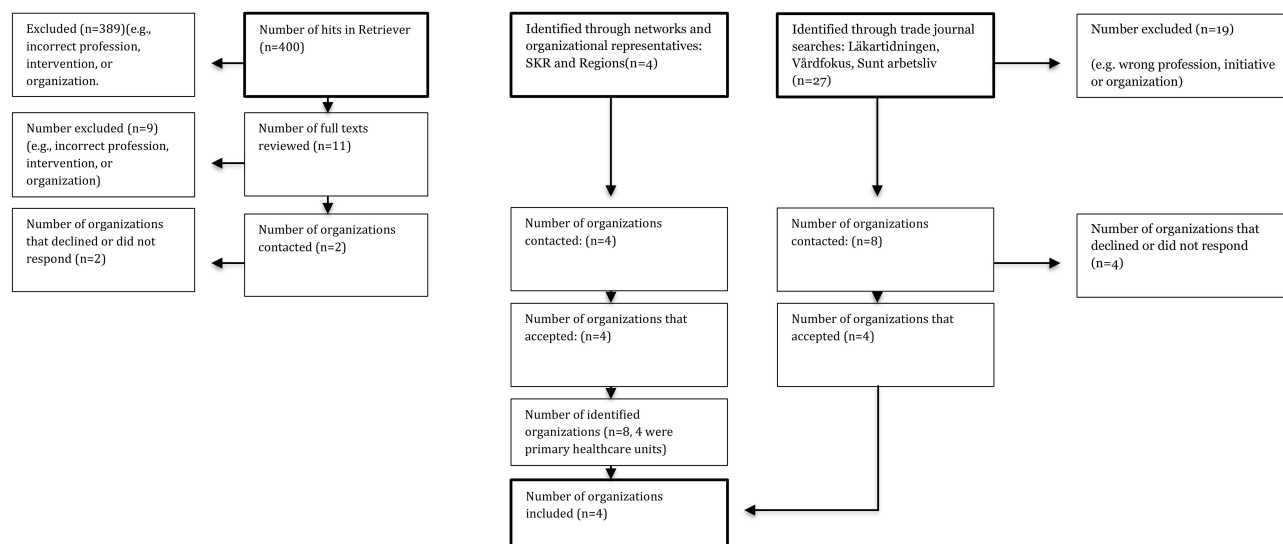 Excluded (n=389)(e.g.,
incorrect profession,
intervention, or
organization.
Number of hits in Retriever
(n=400)
Identified through networks and
organizational representatives:
SKR and Regions(n=4)
Identified through trade journal
searches: Läkartidningen,
Vårdfokus, Sunt arbetsliv
(n=27)
Number excluded (n=19)
(e.g. wrong profession, initiative
or organization)
Number excluded (n=9)
(e.g., incorrect profession,
intervention, or
organization)
Number of full texts
reviewed (n=11)
Number of organizations
that declined or did not
respond (n=2)
Number of organizations
contacted (n=2)
Number of organizations
contacted: (n=4)
Number of organizations
contacted: (n=8)
Number of organizations that
declined or did not respond
(n=4)
Number of organizations that
accepted: (n=4)
Number of organizations that
accepted (n=4)
Number of identified
organizations (n=8, 4 were
primary healthcare units)
Number of organizations
included (n=4)